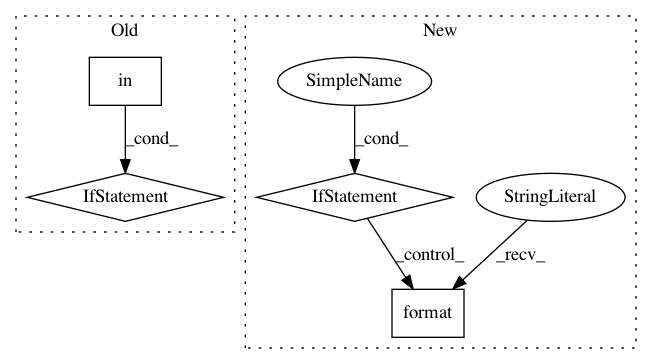 Old
New
in
SimpleName
_cond_
_cond_
IfStatement
IfStatement
StringLiteral
_control_
_recv_
format